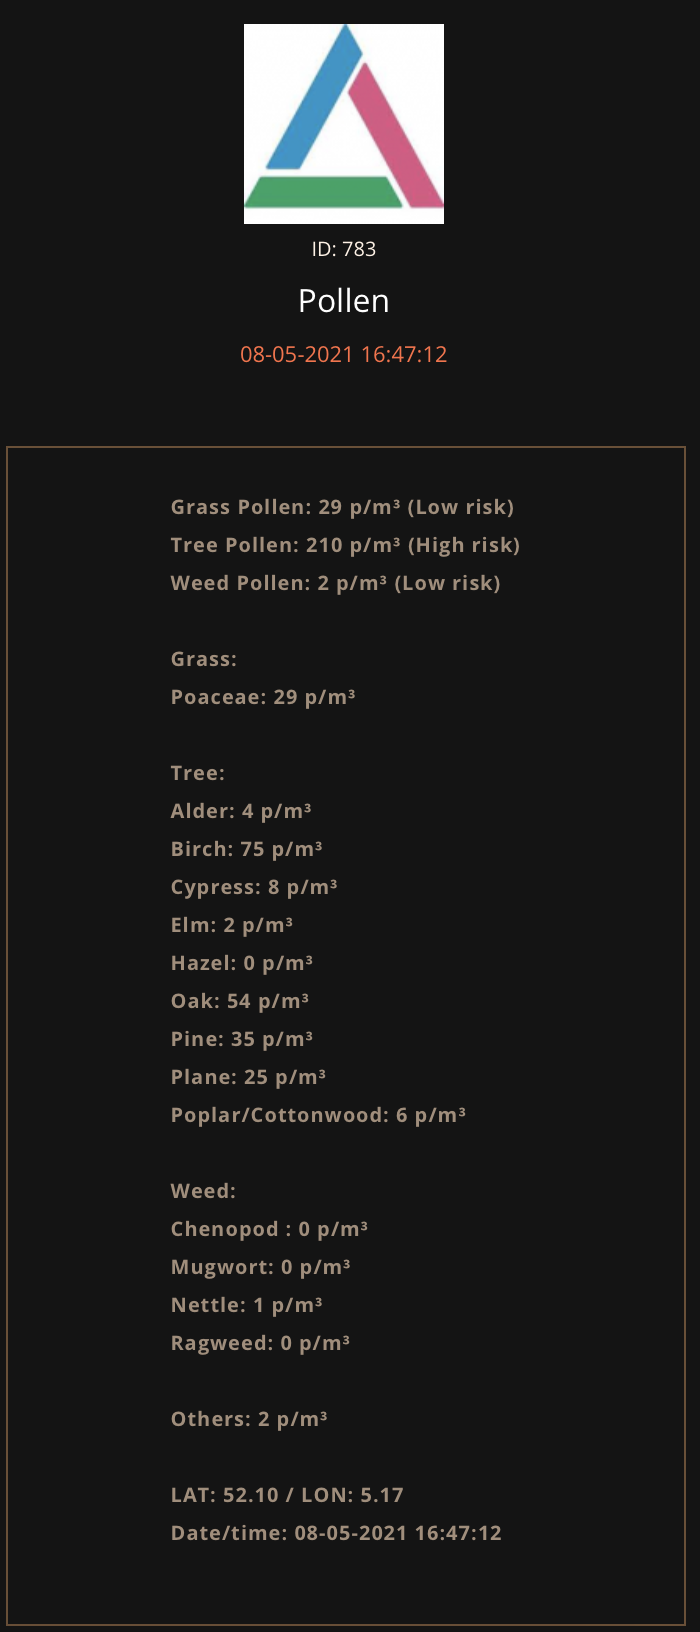 ID: 783
Pollen
08-05-2021 16:47:12
Grass Pollen: 29 p/m³ (Low risk)
Tree Pollen: 210 p/m³ (High risk)
Weed Pollen: 2 p/m³ (Low risk)
Grass:
Poaceae: 29 p/m³
Tree:
Alder: 4 p/m³
Birch: 75 p/m³
Cypress: 8 p/m³
Elm: 2 p/m³
Hazel: 0 p/m³
Oak: 54 p/m³
Pine: 35 p/m³
Plane: 25 p/m³
Poplar/Cottonwood: 6 p/m³
Weed:
Chenopod : 0 p/m³
Mugwort: 0 p/m³
Nettle: 1 p/m³
Ragweed: 0 p/m³
Others: 2 p/m³
LAT: 52.10 / LON: 5.17
Date/time: 08-05-2021 16:47:12